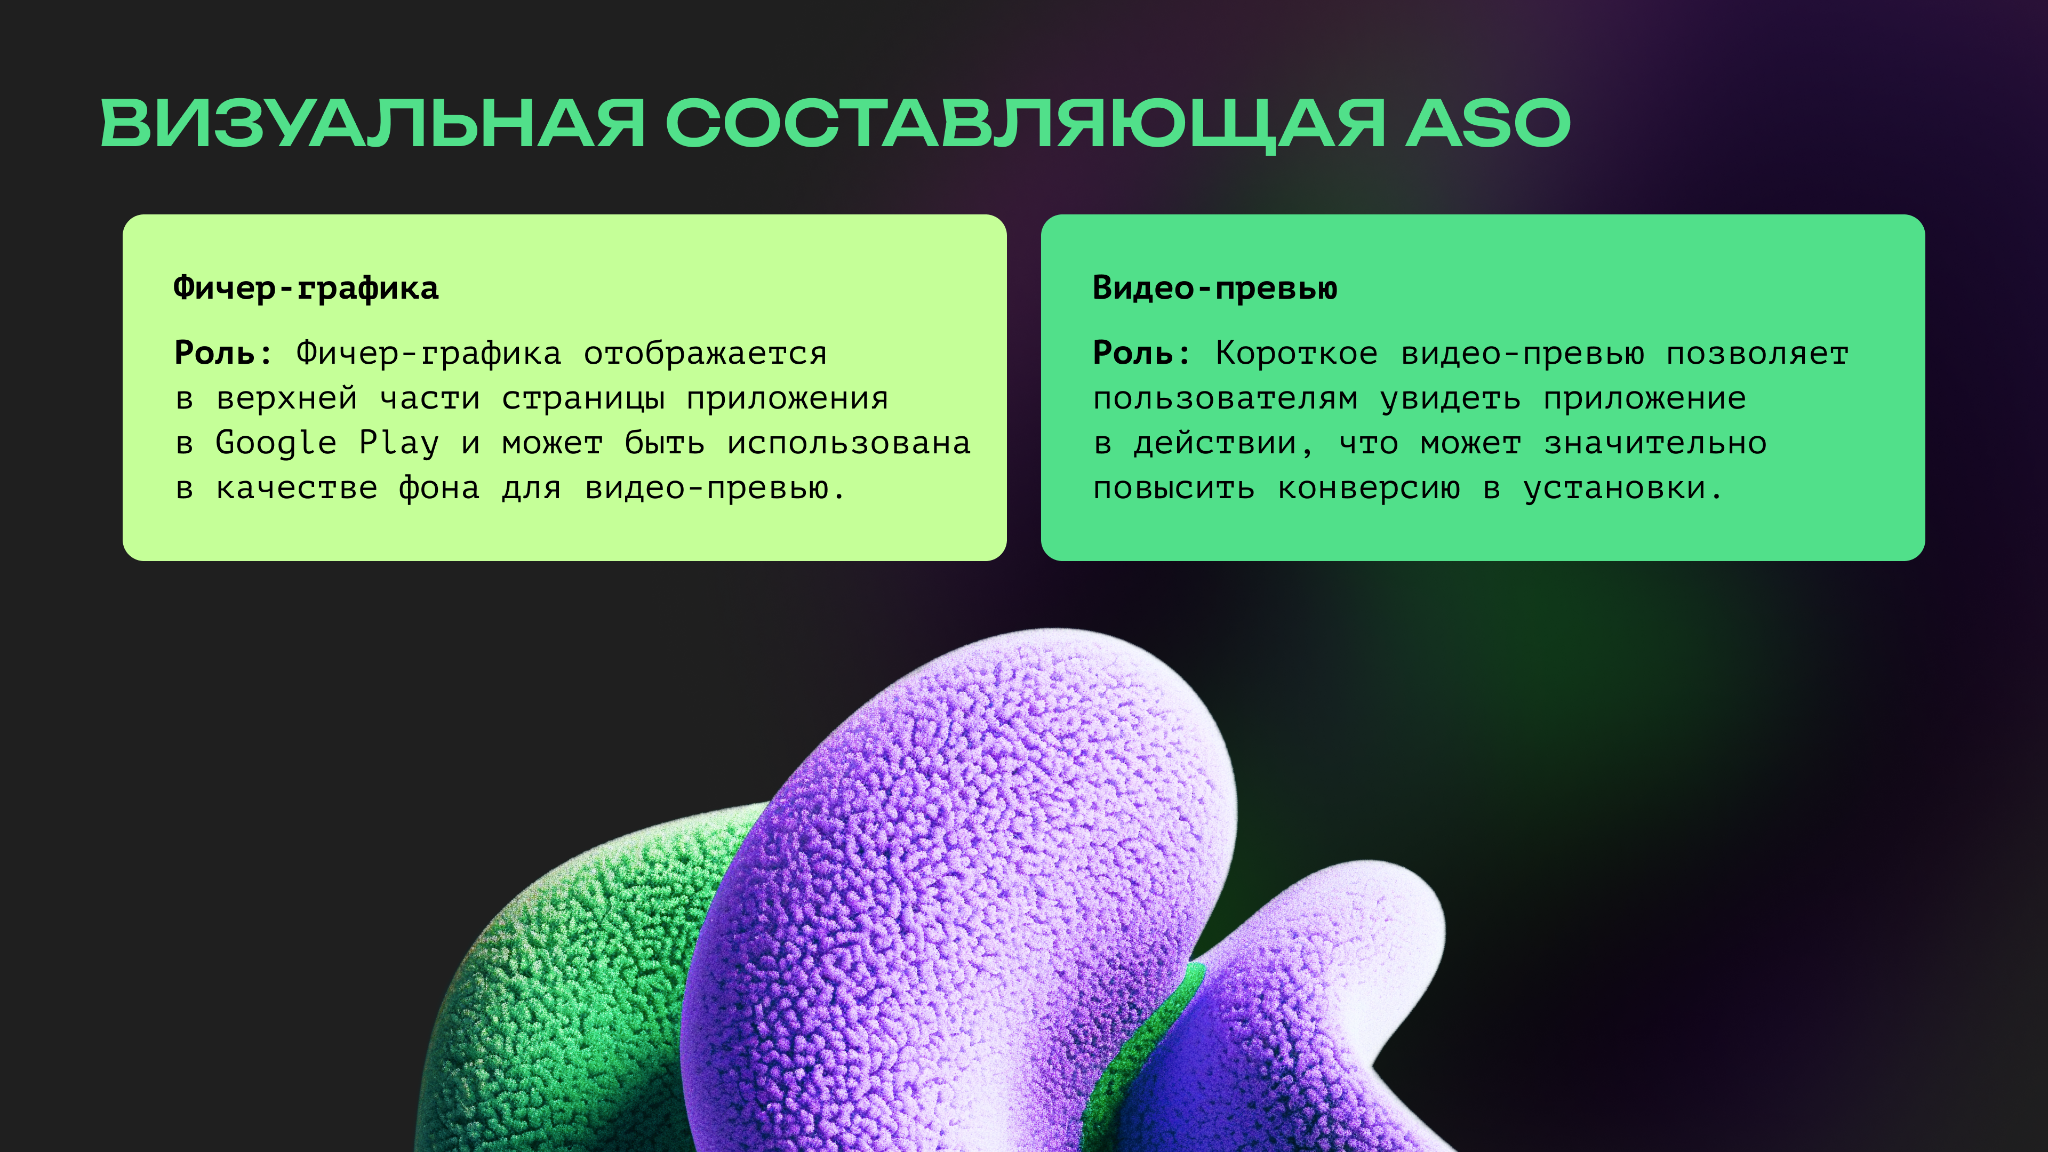 ВИЗУАЛЬНАЯ СОСТАВЛЯЮЩАЯ ASO
Фичер-графика
Роль: Фичер-графика отображается
в верхней части страницы приложения
в Google Play и может быть использована
в качестве фона для видео-превью.
Видео-превью
Роль: Короткое видео-превью позволяет
пользователям увидеть приложение
в действии, что может значительно
повысить конверсию в установки.